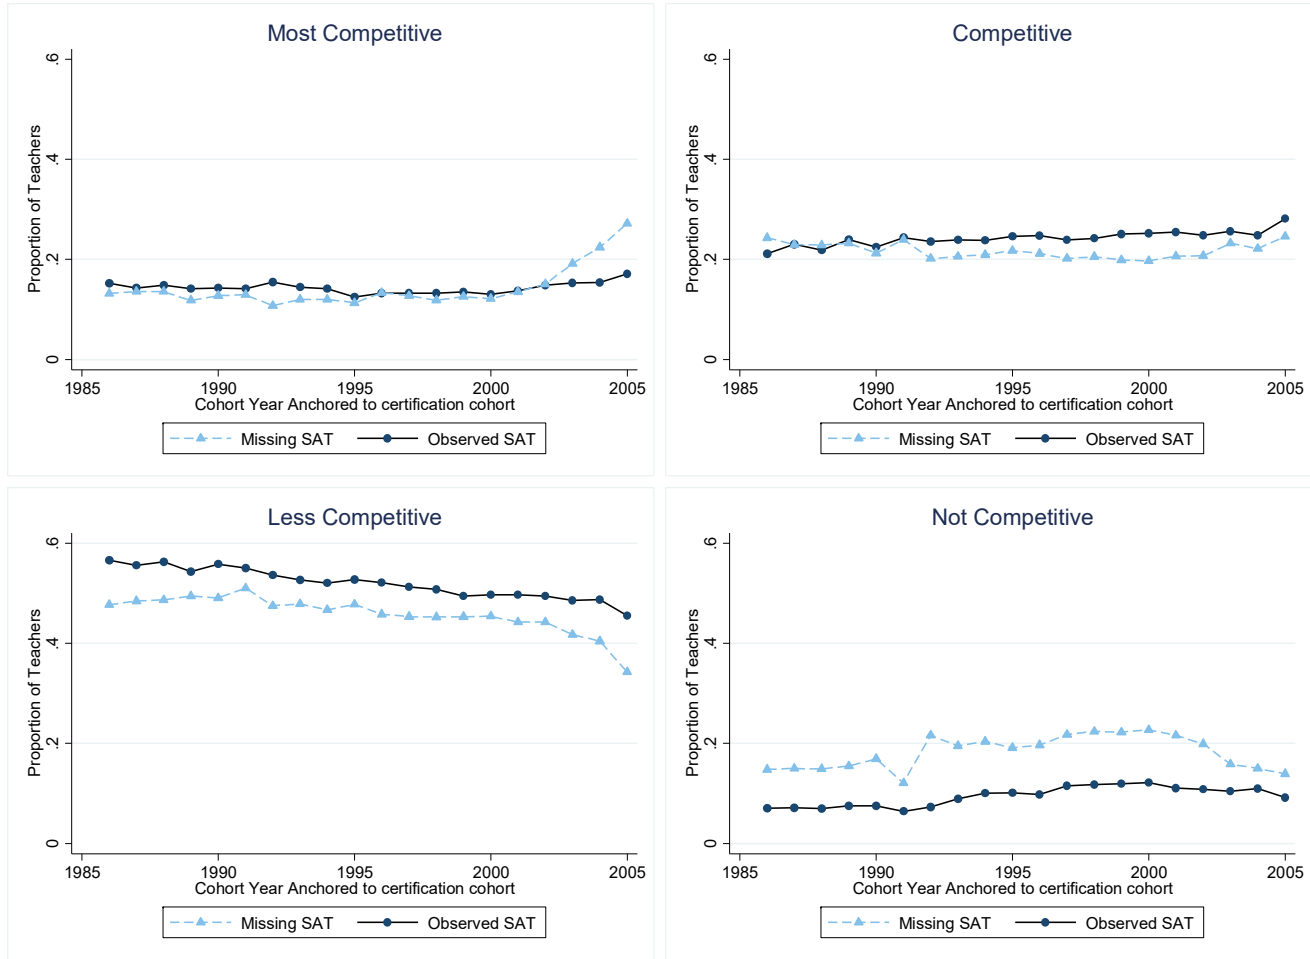 Most Competitive
Proportion of Teachers
.6
.4
.2
0
1985 1990 1995 2000 2005
Cohort Year Anchored to certification cohort
Missing SAT Observed SAT
Competitive
Proportion of Teachers
.6
.4
.2
0
1985 1990 1995 2000 2005
Cohort Year Anchored to certification cohort
Missing SAT Observed SAT
Less Competitive
Proportion of Teachers
.6
.4
.2
0
1985 1990 1995 2000 2005
Cohort Year Anchored to certification cohort
Missing SAT Observed SAT
Not Competitive
Proportion of Teachers
.6
.4
.2
0
1985 1990 1995 2000 2005
Cohort Year Anchored to certification cohort
Missing SAT Observed SAT